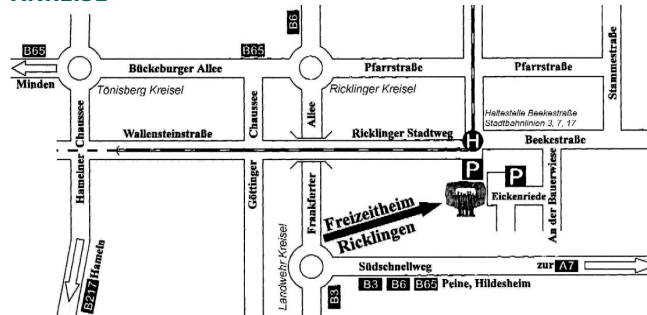 B6
B65
B65
Bückeburger Allee
Pfarrstraße
Pfarrstraße
Stammestraße
Minden
Tönisberg Kreisel
Ricklinger Kreisel
Hameiner Chaussee
Chaussee
Allee
Haltestelle Beekestraße
Stadtbahnlinien 3, 7, 17
Wallensteinstraße
Ricklinger Stadtweg
H
Beekestraße
P
P
Göttinger
Frankfurter
Eickenriede
An der Bauerwiese
Freizeitheim
Ricklingen
Landwehr Kreisel
Hameln
B217
Südschnellweg
zur A7
B3 B6 B65 Peine, Hildesheim
B3